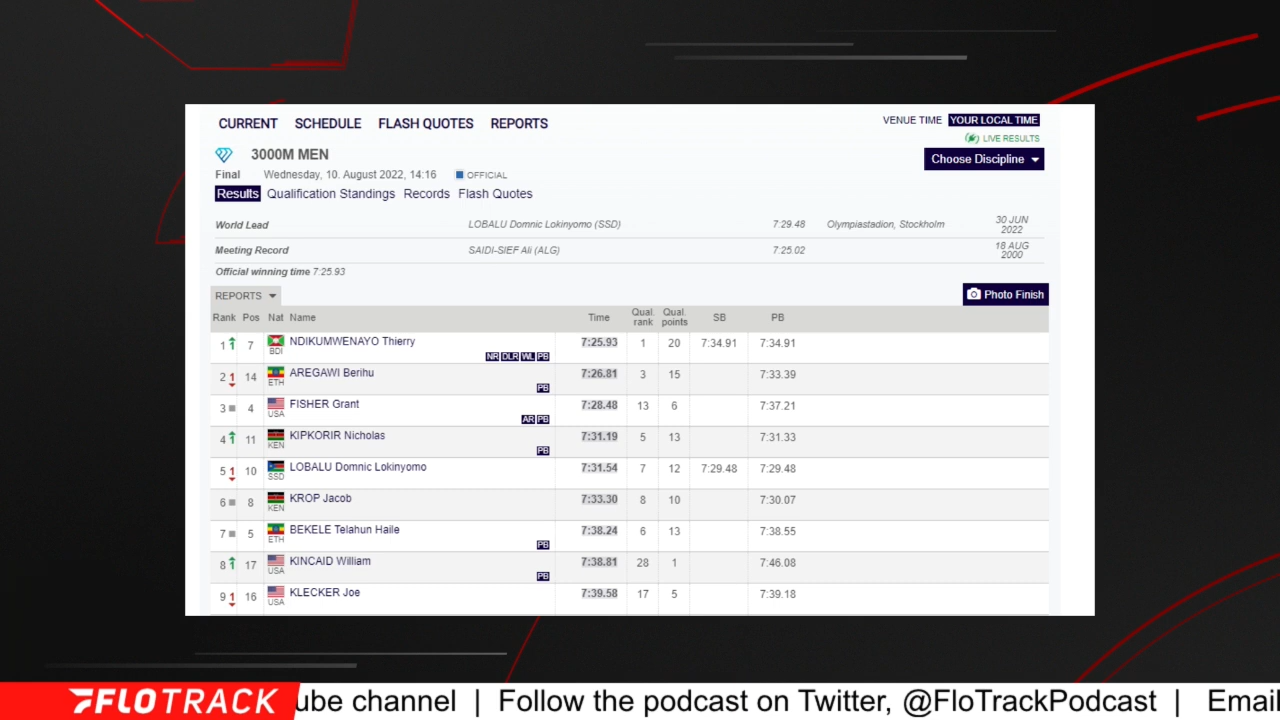 CURRENT SCHEDULE FLASH QUOTES REPORTS
VENUE TIME YOUR LOCAL TIME
LIVE RESULTS
3000M MEN
Choose Discipline
Final Wednesday, 10. August 2022, 14:16 OFFICIAL
Results Qualification Standings Records Flash Quotes
World Lead LOBALU Domnic Lokinyomo (SSD) 7:29.48 Olympiastadion, Stockholm 30 JUN 2022
Meeting Record SAIDI-SIEF Ali (ALG) 7:25.02 18 AUG 2000
Official winning time 7:25.93
REPORTS
Photo Finish
Rank Pos Nat Name Time Qual. rank Qual. points SB PB
1 1 7 BDI NDIKUMWENAYO Thierry NR DLR WL PB 7:25.93 1 20 7:34.91 7:34.91
2 1 14 ETH AREGAWI Berihu PB 7:26.81 3 15 7:33.39
3 4 USA FISHER Grant AR PB 7:28.48 13 6 7:37.21
4 1 11 KEN KIPKORIR Nicholas PB 7:31.19 5 13 7:31.33
5 1 10 SSD LOBALU Domnic Lokinyomo 7:31.54 7 12 7:29.48 7:29.48
6 8 KEN KROP Jacob 7:33.30 8 10 7:30.07
7 5 ETH BEKELE Telahun Haile PB 7:38.24 6 13 7:38.55
8 1 17 USA KINCAID William PB 7:38.81 28 1 7:46.08
9 1 16 USA KLECKER Joe 7:39.58 17 5 7:39.18
FLOTRACK ube channel | Follow the podcast on Twitter, @FloTrackPodcast | Email